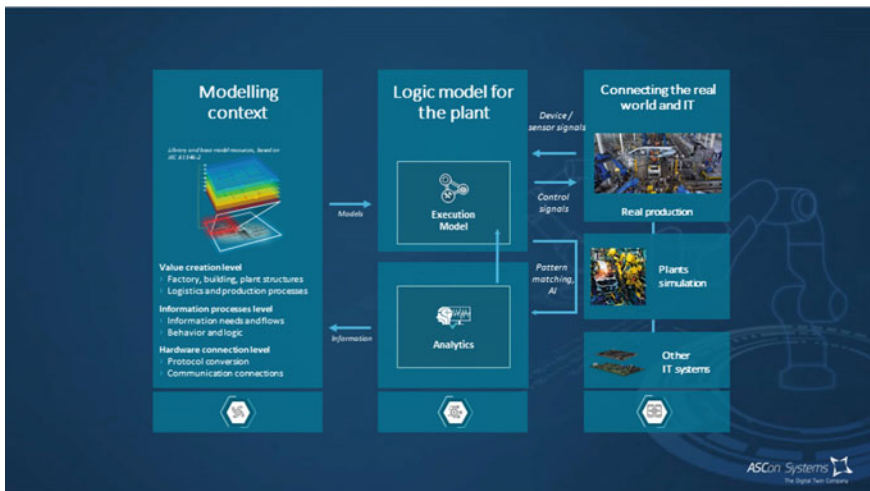 Modelling
context
Library and base model resources, based on
Value creation level
Factory, building, plant structures
Logistics and production processes
Information processes level
Information needs and flows
Behavior and logic
Hardware connection level
Protocol conversion
Communication connections
Models
Information
Logic model for
the plant
Execution
Model
Analytics
Device /
sensor signals
Control
signals
Pattern
matching,
AI
Connecting the real
world and IT
Real production
Plants
simulation
Other
IT systems
ASCon Systems
The Digital Twin Company